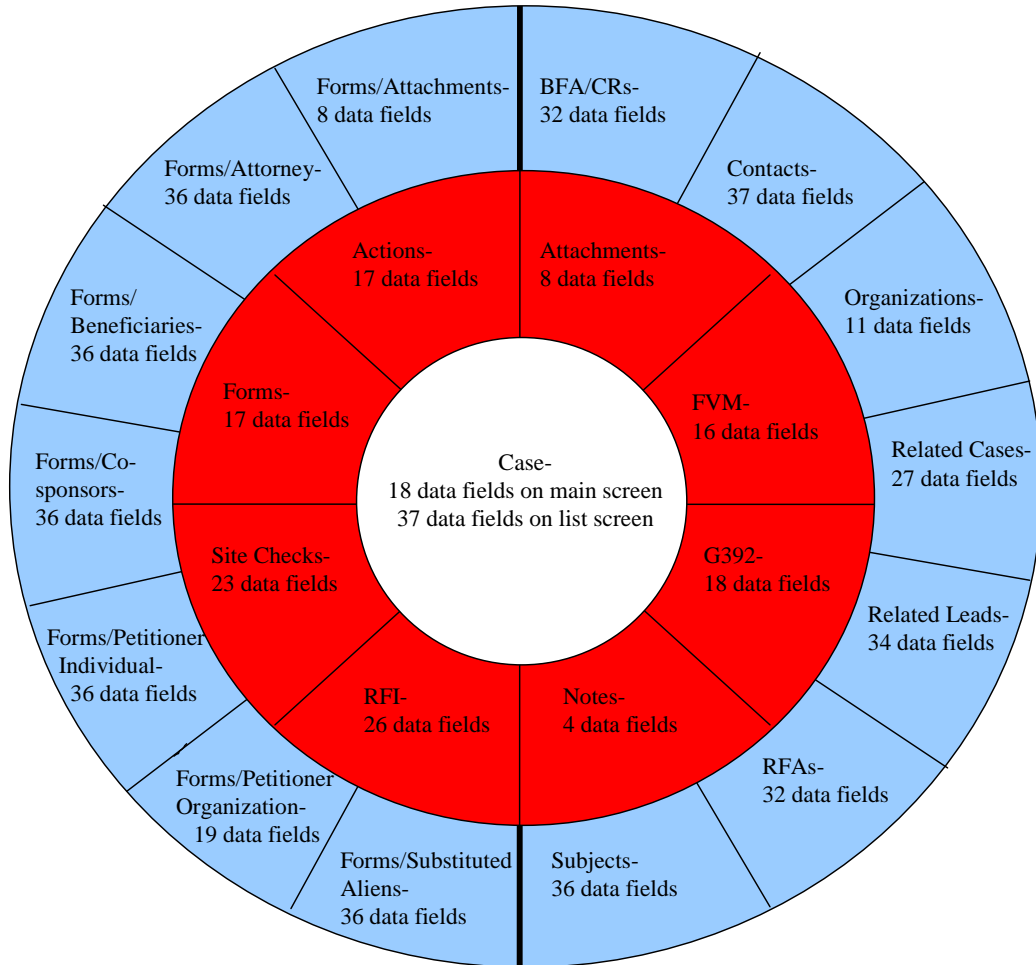 Forms/Attachments-
8 data fields
BFA/CRs-
32 data fields
Forms/Attorney-
36 data fields
Contacts-
37 data fields
Actions-
17 data fields
Attachments-
8 data fields
Forms/
Beneficiaries-
36 data fields
Organizations-
11 data fields
Forms-
17 data fields
FVM-
16 data fields
Forms/Co-
sponsors-
36 data fields
Case-
18 data fields on main screen
37 data fields on list screen
Related Cases-
27 data fields
Site Checks-
23 data fields
G392-
18 data fields
Forms/Petitioner
Individual-
36 data fields
Related Leads-
34 data fields
RFI-
26 data fields
Notes-
4 data fields
Forms/Petitioner
Organization-
19 data fields
RFAs-
32 data fields
Forms/Substituted
Aliens-
36 data fields
Subjects-
36 data fields